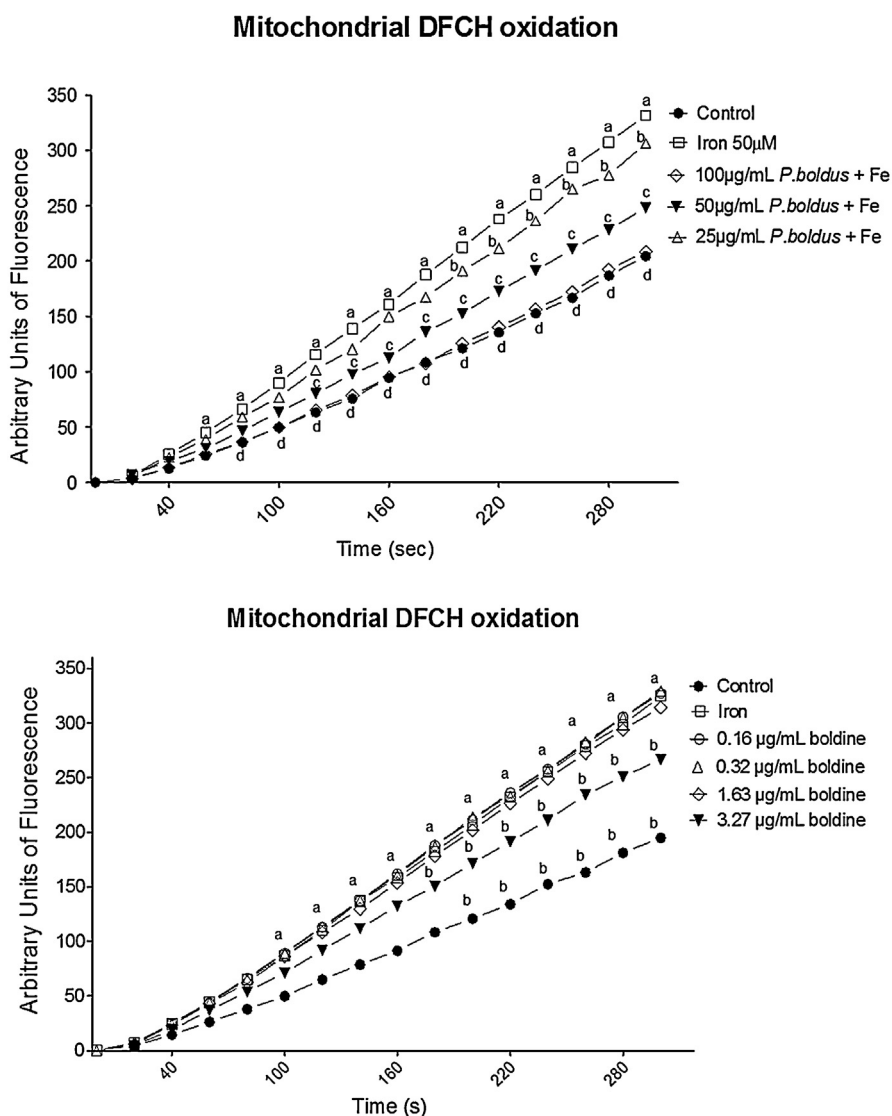 Mitochondrial DFCH oxidation
350
300
250
200
150
100
50
0
Arbitrary Units of Fluorescence
a a a a a a a a a a a a a
b b b b b b
c c c c c c c c c c
d d d d d d d d d d d d
40 100 160 220 280
Time (sec)
Control
Iron 50µM
100µg/mL P.boldus + Fe
50µg/mL P.boldus + Fe
25µg/mL P.boldus + Fe
Mitochondrial DFCH oxidation
350
300
250
200
150
100
50
0
Arbitrary Units of Fluorescence
a a a a a a a a a a a
b b b b b b b
b b b b b b
40 100 160 220 280
Time (s)
Control
Iron
0.16 µg/mL boldine
0.32 µg/mL boldine
1.63 µg/mL boldine
3.27 µg/mL boldine